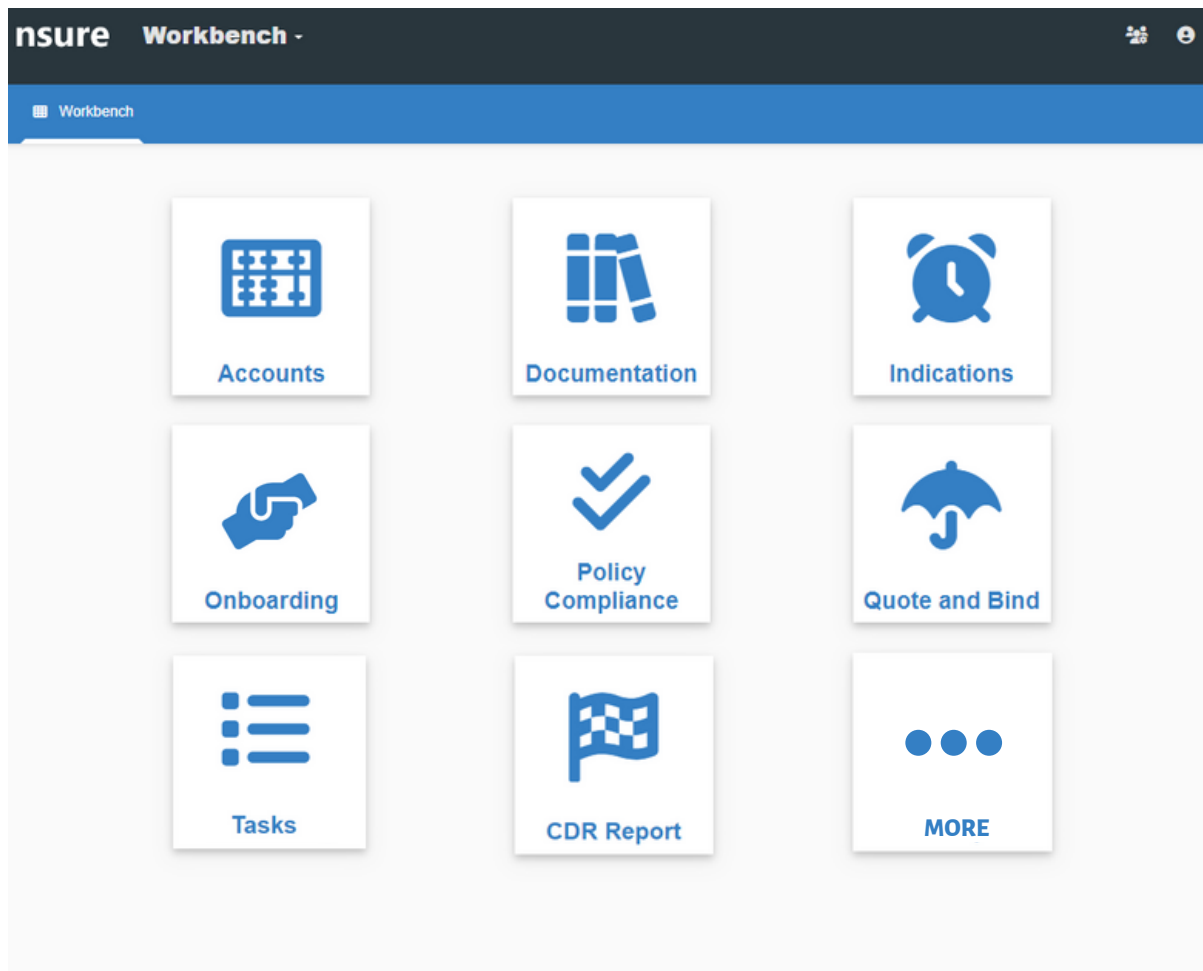 nsure Workbench -
Workbench
Accounts
Documentation
Indications
Onboarding
Policy
Compliance
Quote and Bind
Tasks
CDR Report
MORE